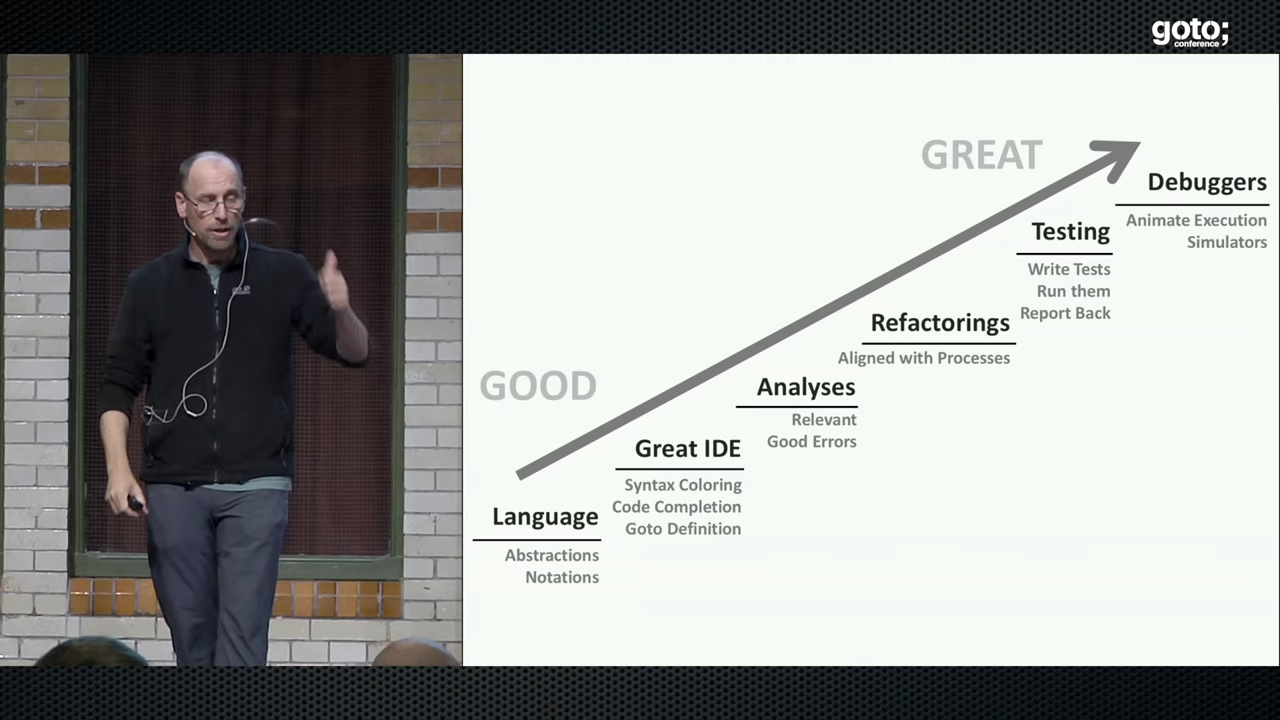 goto;
conference
GREAT
Debuggers
Animate Execution
Simulators
Testing
Write Tests
Run them
Report Back
Refactorings
Aligned with Processes
GOOD
Analyses
Relevant
Good Errors
Great IDE
Syntax Coloring
Code Completion
Goto Definition
Language
Abstractions
Notations